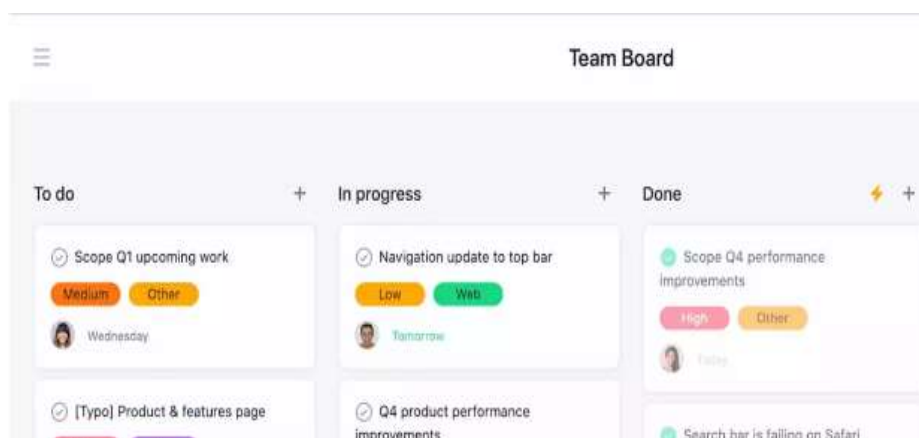 Team Board
To do
In progress
Done
Scope Q1 upcoming work
Medium Other
Wednesday
[Typo] Product & features page
Navigation update to top bar
Low Web
Tomorrow
Q4 product performance
improvements
Scope Q4 performance
improvements
High Other
Today
Search bar is failing on Safari